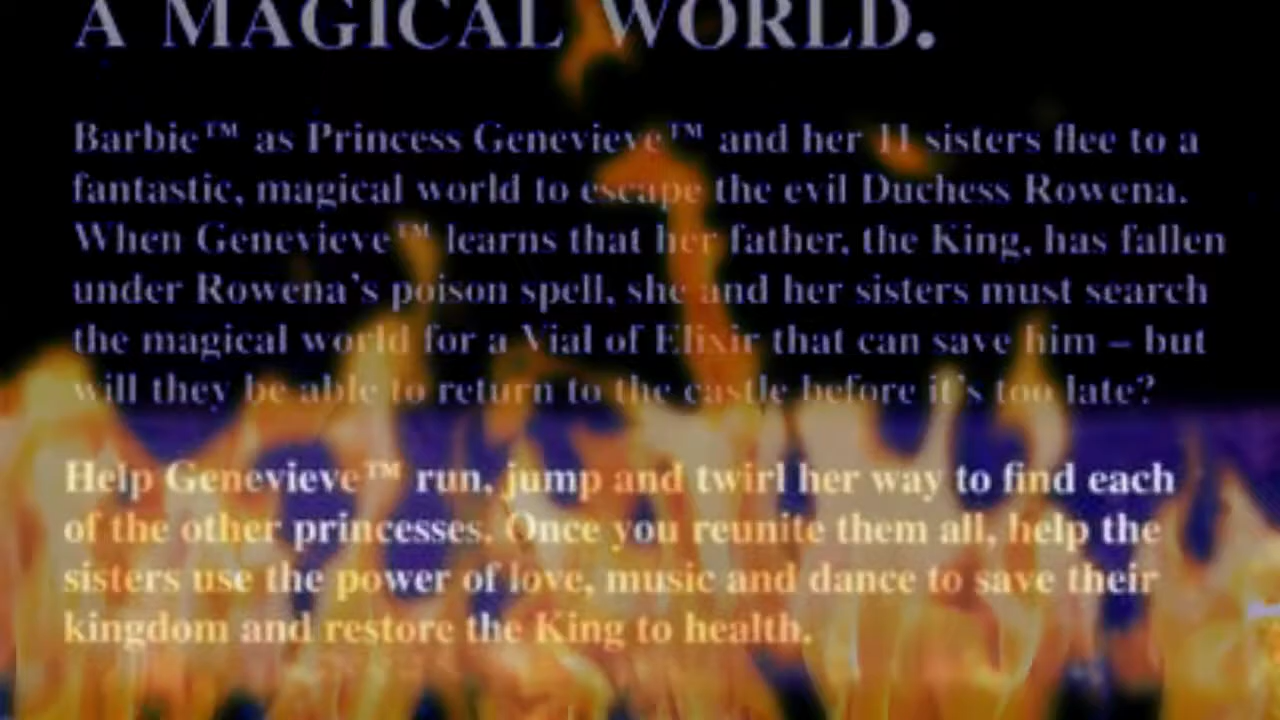 A MAGICAL WORLD.
Barbie™ as Princess Genevieve™ and her 11 sisters flee to a
fantastic, magical world to escape the evil Duchess Rowena.
When Genevieve™ learns that her father, the King, has fallen
under Rowena's poison spell, she and her sisters must search
the magical world for a Vial of Elixir that can save him – but
will they be able to return to the castle before it's too late?
Help Genevieve™ run, jump and twirl her way to find each
of the other princesses. Once you reunite them all, help the
sisters use the power of love, music and dance to save their
kingdom and restore the King to health.